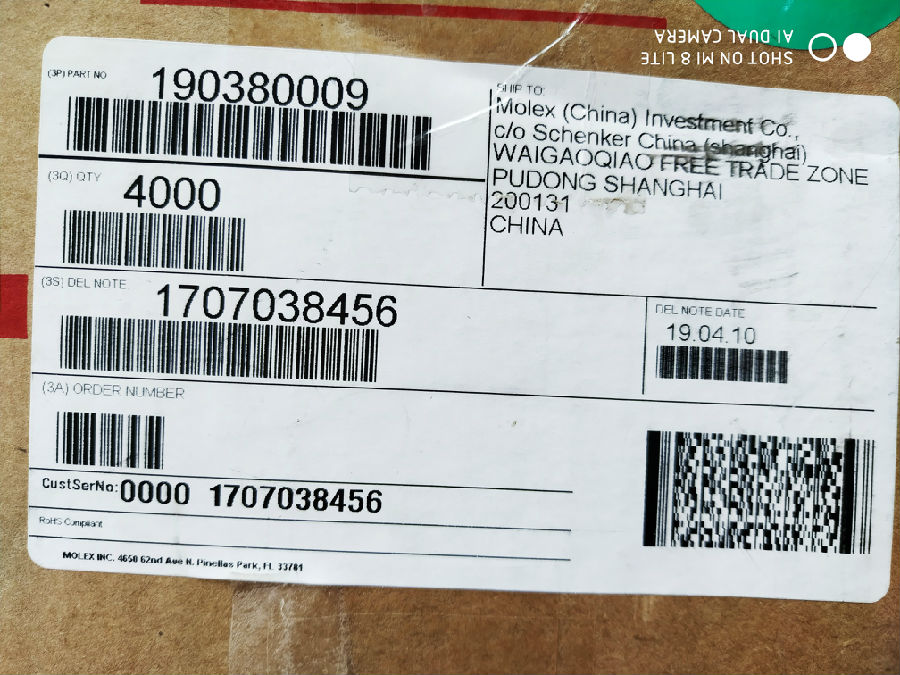 SHOT ON MI 8 LITE
AI DUAL CAMERA
(3P) PART NO
190380009
SHIP TO:
Molex (China) Investment Co.,
c/o Schenker China (shanghai)
WAIGAOQIAO FREE TRADE ZONE
PUDONG SHANGHAI
200131
CHINA
(3Q) QTY
4000
(3S) DEL NOTE
1707038456
DEL NOTE DATE
19.04.10
(3A) ORDER NUMBER
CustSerNo:0000 1707038456
RoHS Compliant
MOLEX INC. 4650 62nd Ave N. Pinellas Park, FL 33781